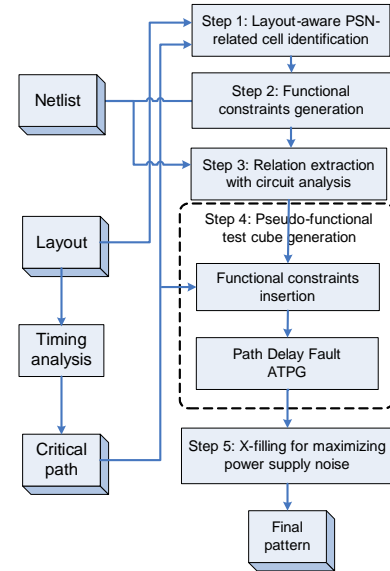 Step 1: Layout-aware PSN-
related cell identification
Netlist
Step 2: Functional
constraints generation
Step 3: Relation extraction
with circuit analysis
Step 4: Pseudo-functional
test cube generation
Layout
Functional constraints
insertion
Timing
analysis
Path Delay Fault
ATPG
Critical
path
Step 5: X-filling for maximizing
power supply noise
Final
pattern